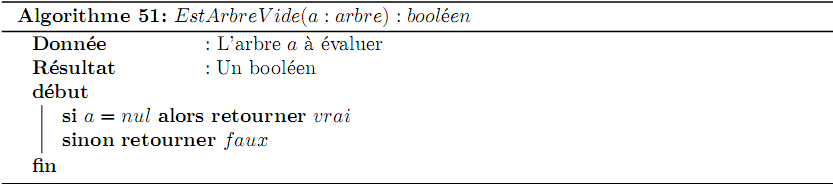 Algorithme 51: EstArbreVide(a : arbre) : booléen
Donnée : L'arbre a à évaluer
Résultat : Un booléen
début
si a = nul alors retourner vrai
sinon retourner faux
fin